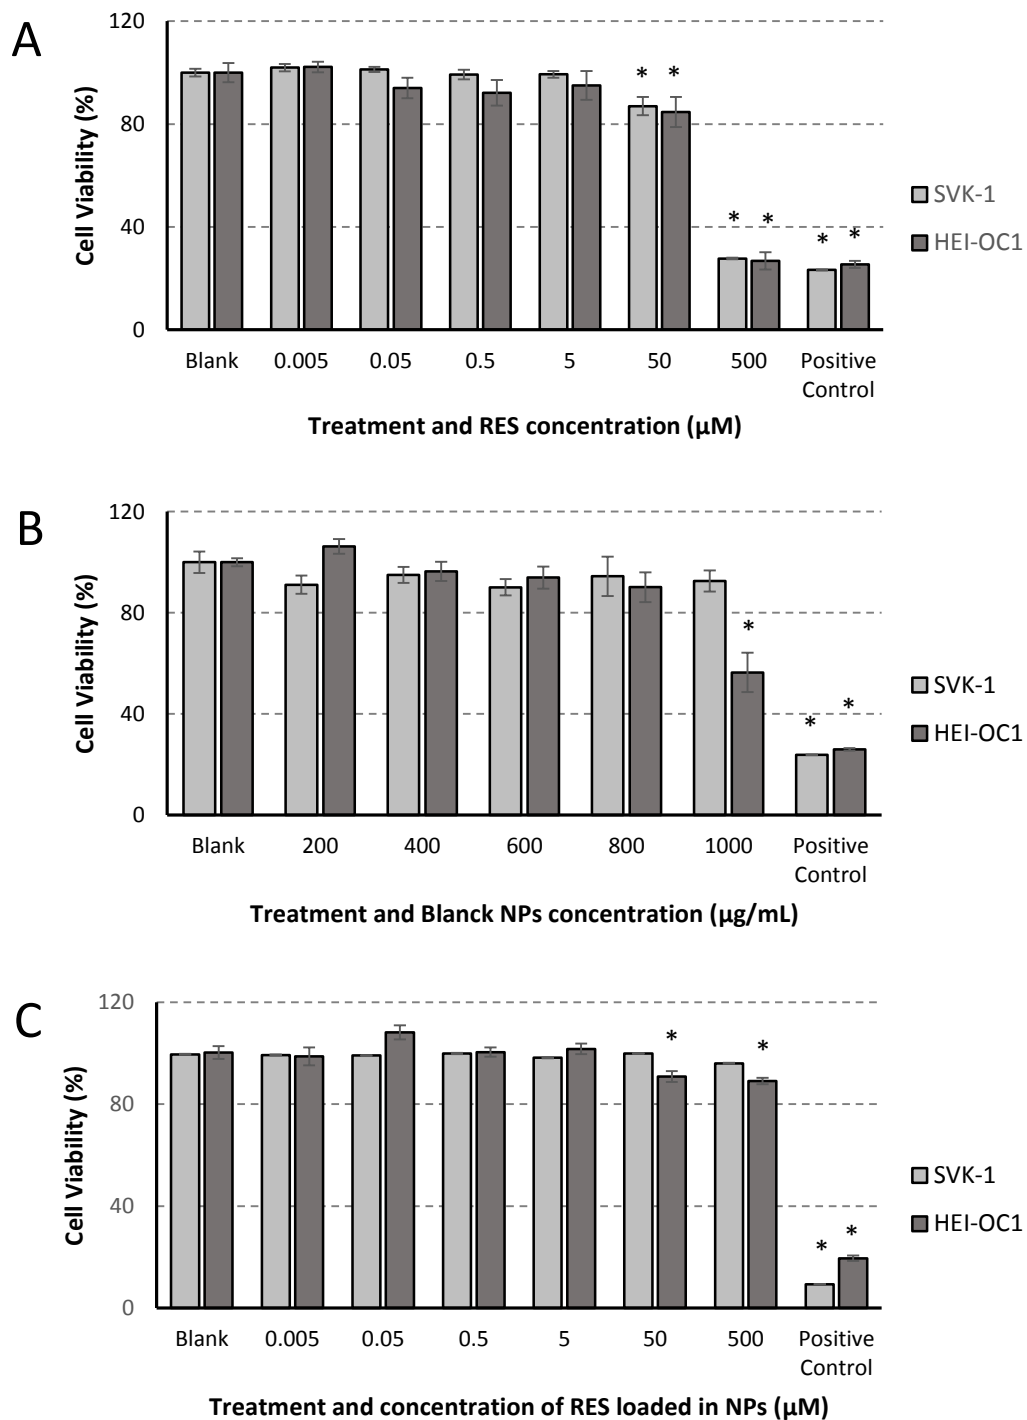 A
Cell Viability (%)
120
80
40
0
* *
* *
* *
SVK-1
HEI-OC1
Blank 0.005 0.05 0.5 5 50 500 Positive
Control
Treatment and RES concentration (µM)
B
Cell Viability (%)
120
80
40
0
*
* *
SVK-1
HEI-OC1
Blank 200 400 600 800 1000 Positive
Control
Treatment and Blanck NPs concentration (µg/mL)
C
Cell Viability (%)
120
80
40
0
* *
* *
SVK-1
HEI-OC1
Blank 0.005 0.05 0.5 5 50 500 Positive
Control
Treatment and concentration of RES loaded in NPs (µM)